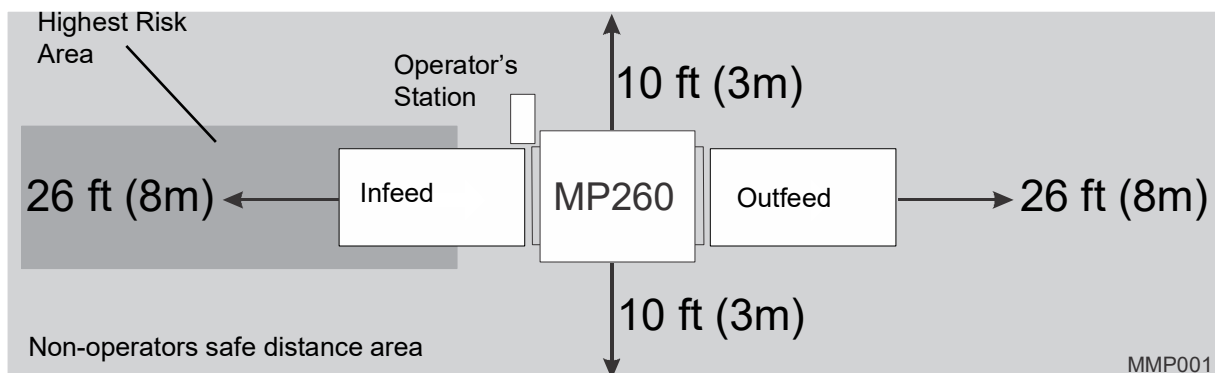 Highest Risk
Area
Operator’s
Station
10 ft (3m)
26 ft (8m)
Infeed
MP260
Outfeed
26 ft (8m)
10 ft (3m)
Non-operators safe distance area
MMP001